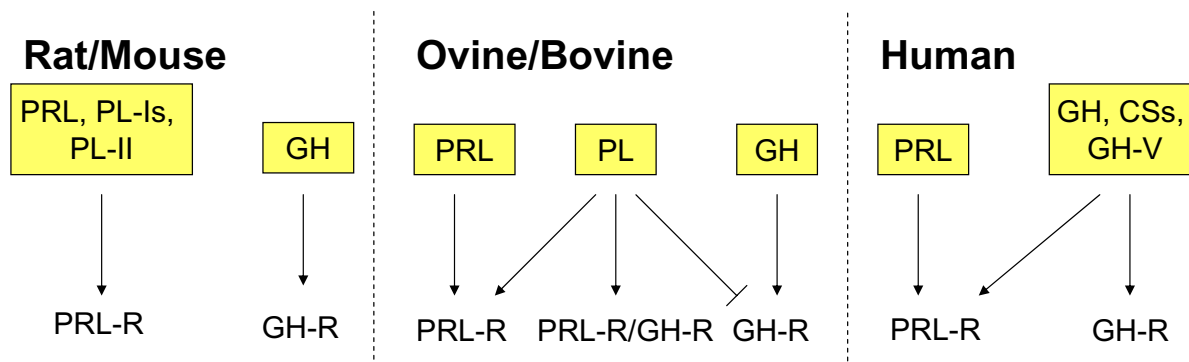 Rat/Mouse
PRL, PL-Is,
PL-II
GH
PRL-R
GH-R
Ovine/Bovine
PRL
PL
GH
PRL-R
PRL-R/GH-R
GH-R
Human
PRL
GH, CSs,
GH-V
PRL-R
GH-R